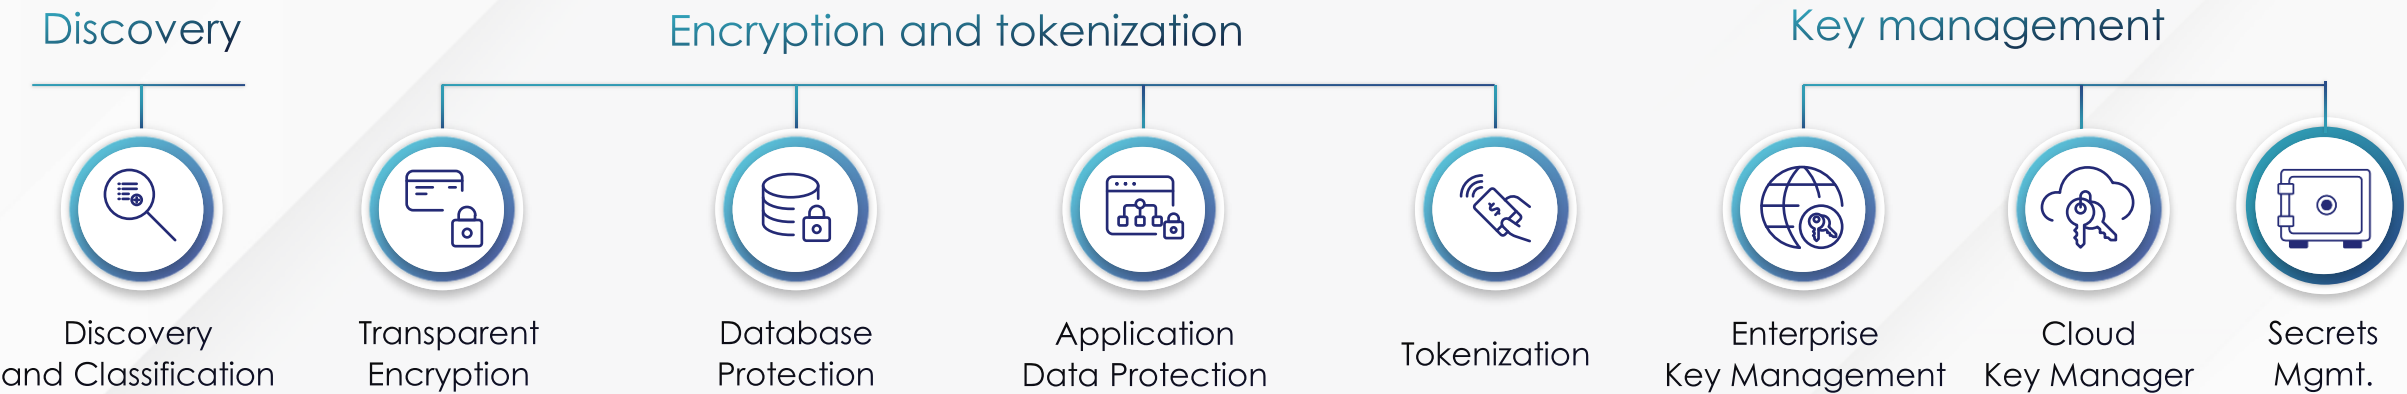 Discovery
Encryption and tokenization
Key management
Discovery
and Classification
Transparent
Encryption
Database
Protection
Application
Data Protection
Tokenization
Enterprise
Key Management
Cloud
Key Manager
Secrets
Mgmt.